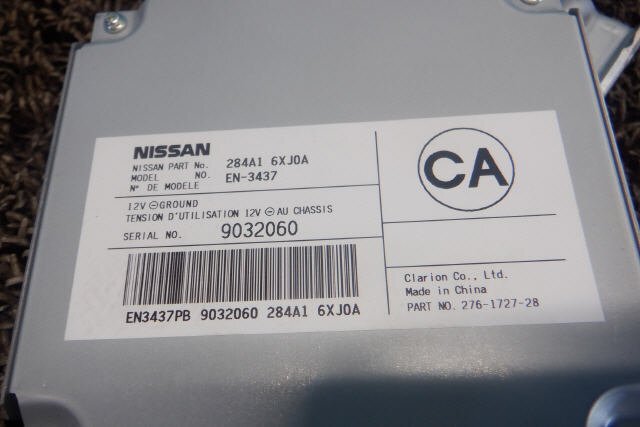 NISSAN
NISSAN PART No. 284A1 6XJ0A
MODEL NO. EN-3437
N° DE MODELE
12V ⊖ GROUND
TENSION D'UTILISATION 12V ⊖ AU CHASSIS
SERIAL NO. 9032060
EN3437PB 9032060 284A1 6XJ0A
CA
Clarion Co., Ltd.
Made in China
PART NO. 276-1727-28